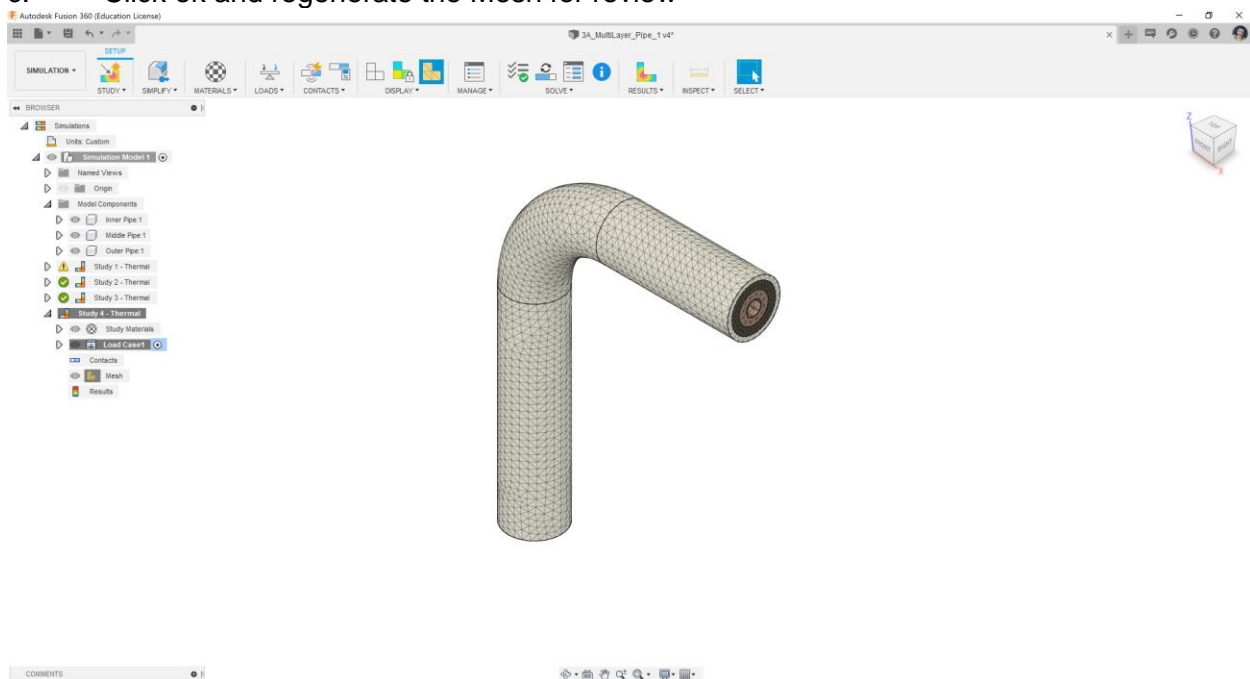 Click ok and regenerate the Mesh for review
Autodesk Fusion 360 (Education License)
3A_MultiLayer_Pipe_1 v4*
SETUP
SIMULATION
STUDY
SIMPLIFY
MATERIALS
LOADS
CONTACTS
DISPLAY
MANAGE
SOLVE
RESULTS
INSPECT
SELECT
BROWSER
Simulations
Units: Custom
Simulation Model 1
Named Views
Origin
Model Components
Inner Pipe:1
Middle Pipe:1
Outer Pipe:1
Study 1 - Thermal
Study 2 - Thermal
Study 3 - Thermal
Study 4 - Thermal
Study Materials
Load Case1
Contacts
Mesh
Results
Z
TOP
FRONT
RIGHT
X
COMMENTS